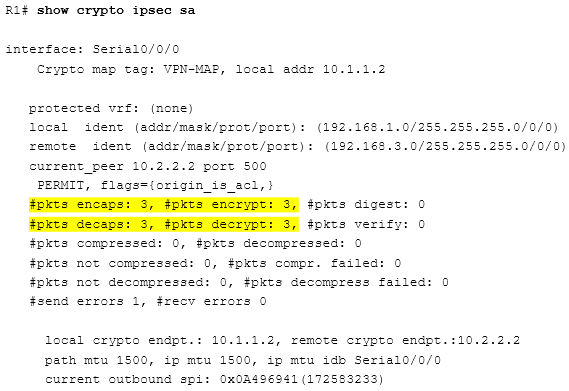 R1# show crypto ipsec sa
interface: Serial0/0/0
Crypto map tag: VPN-MAP, local addr 10.1.1.2
protected vrf: (none)
local  ident (addr/mask/prot/port): (192.168.1.0/255.255.255.0/0/0)
remote  ident (addr/mask/prot/port): (192.168.3.0/255.255.255.0/0/0)
current_peer 10.2.2.2 port 500
PERMIT, flags={origin_is_acl,}
#pkts encaps: 3, #pkts encrypt: 3, #pkts digest: 0
#pkts decaps: 3, #pkts decrypt: 3, #pkts verify: 0
#pkts compressed: 0, #pkts decompressed: 0
#pkts not compressed: 0, #pkts compr. failed: 0
#pkts not decompressed: 0, #pkts decompress failed: 0
#send errors 1, #recv errors 0
local crypto endpt.: 10.1.1.2, remote crypto endpt.:10.2.2.2
path mtu 1500, ip mtu 1500, ip mtu idb Serial0/0/0
current outbound spi: 0x0A496941(172583233)